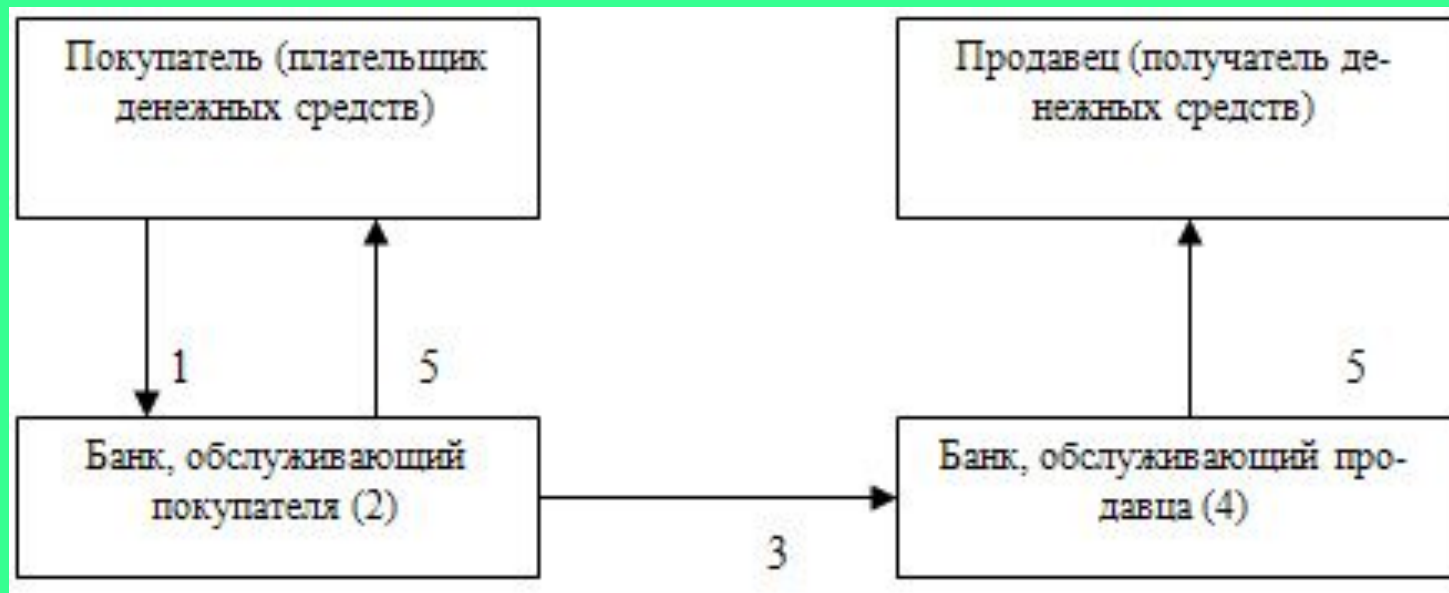 Покупатель (плательщик
денежных средств)
Продавец (получатель де-
нежных средств)
1
5
5
Банк, обслуживающий
покупателя (2)
Банк, обслуживающий про-
давца (4)
3